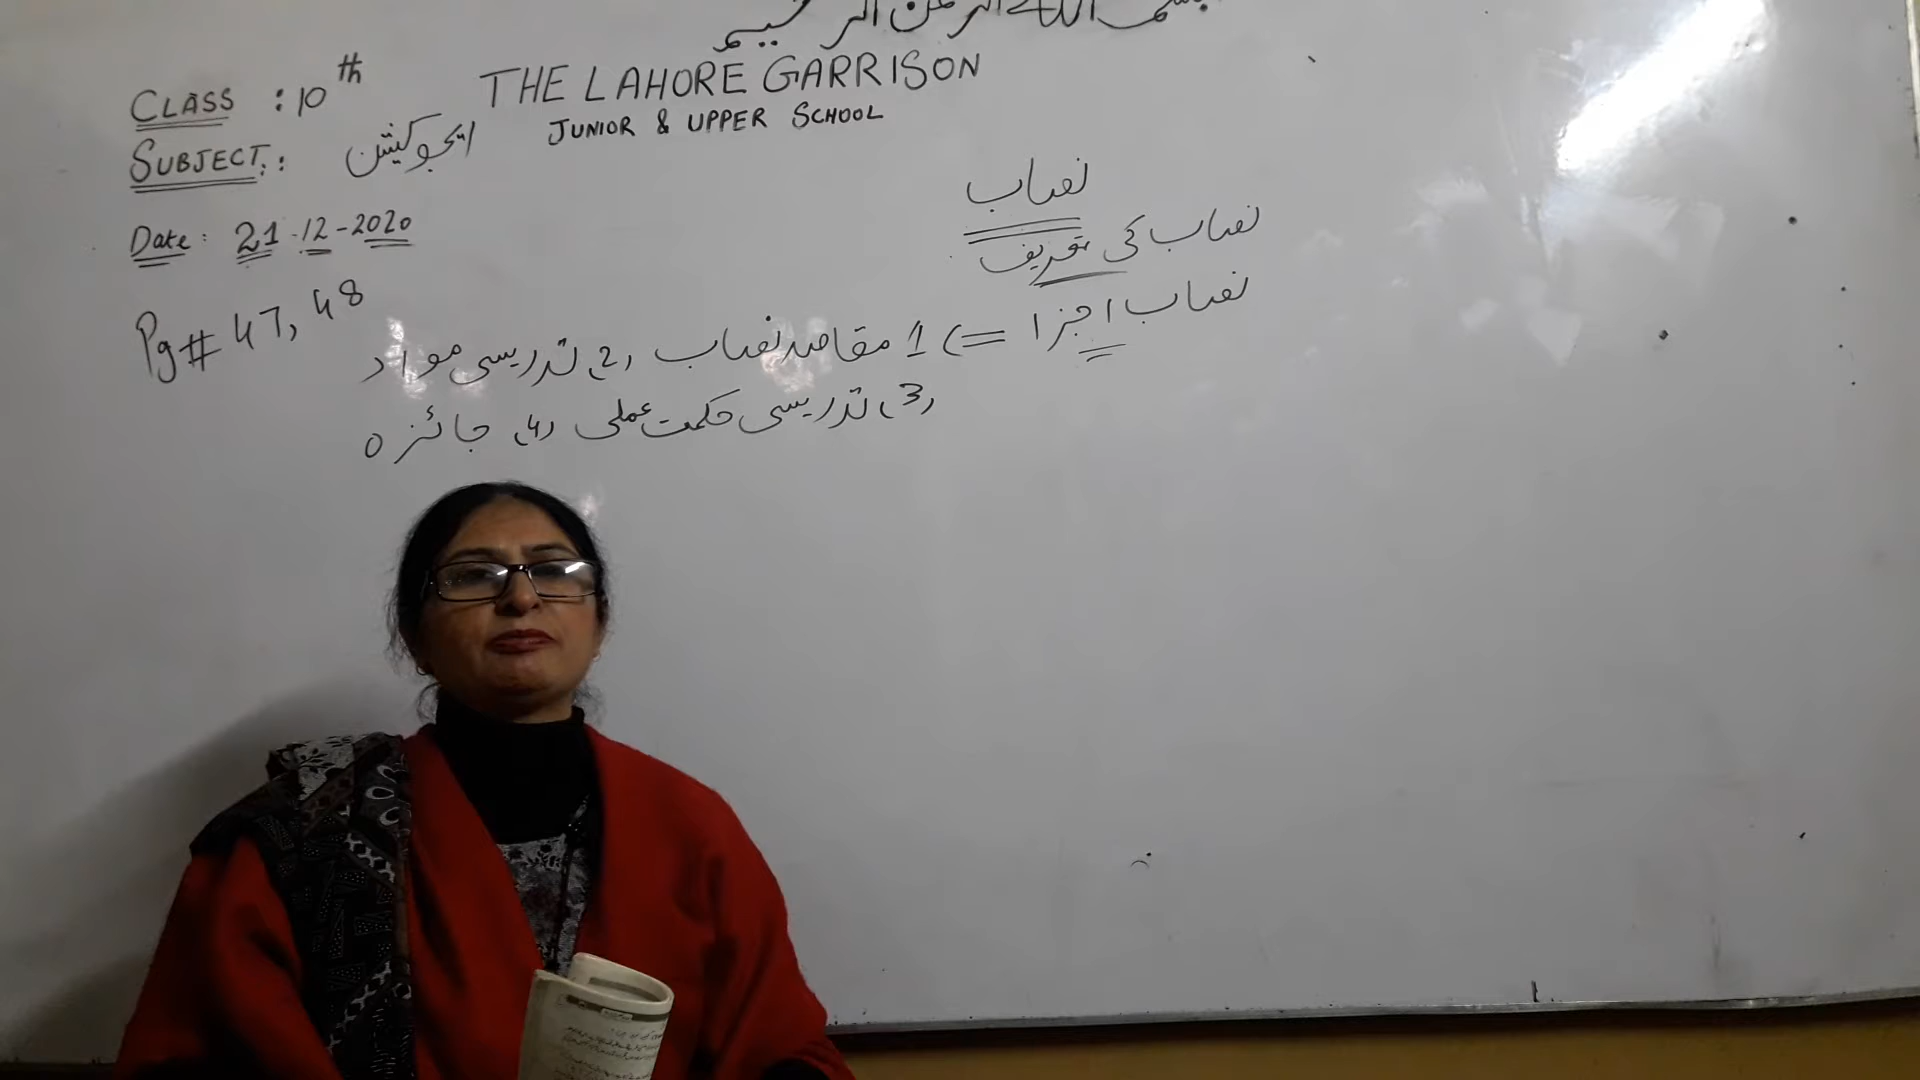 بسم اللہ الرحمن الرحیم
CLASS : 10th
THE LAHORE GARRISON
JUNIOR & UPPER SCHOOL
SUBJECT : ایجوکیشن
Date : 21-12-2020
Pg# 47, 48
نصاب
نصاب کی تعریف
نصاب اجزا => 1 مقاصد نصاب (2) تدریسی مواد
(3) تدریسی حکمت عملی (4) جائزہ